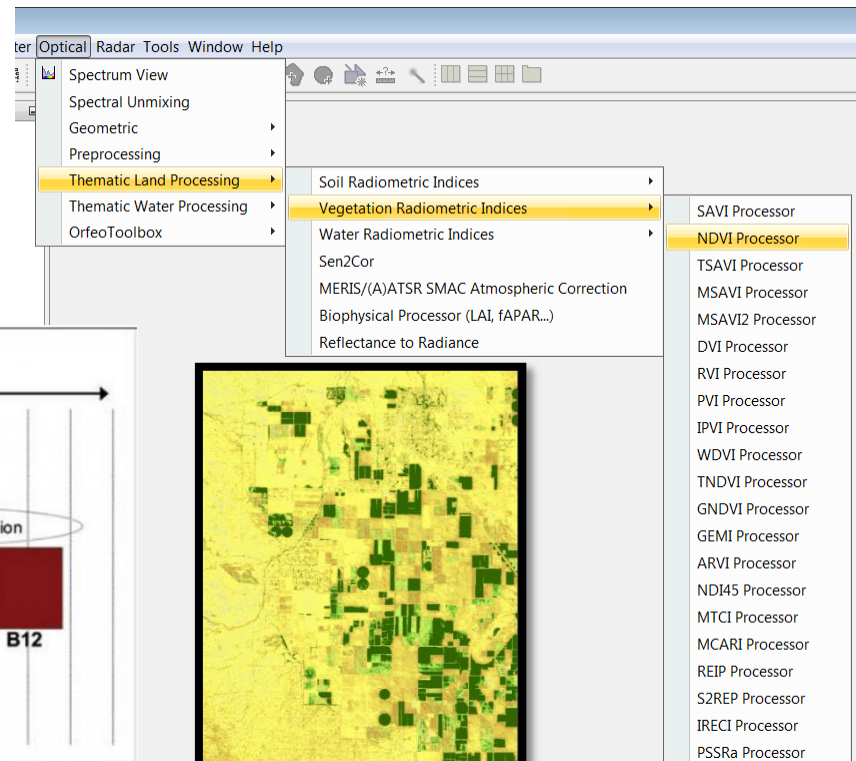 ter Optical Radar Tools Window Help
Spectrum View
Spectral Unmixing
Geometric
Preprocessing
Thematic Land Processing
Thematic Water Processing
OrfeoToolbox
Soil Radiometric Indices
Vegetation Radiometric Indices
Water Radiometric Indices
Sen2Cor
MERIS/(A)ATSR SMAC Atmospheric Correction
Biophysical Processor (LAI, fAPAR...)
Reflectance to Radiance
SAVI Processor
NDVI Processor
TSAVI Processor
MSAVI Processor
MSAVI2 Processor
DVI Processor
RVI Processor
PVI Processor
IPVI Processor
WDVI Processor
TNDVI Processor
GNDVI Processor
GEMI Processor
ARVI Processor
NDI45 Processor
MTCI Processor
MCARI Processor
REIP Processor
S2REP Processor
IRECI Processor
PSSRa Processor
ion
B12